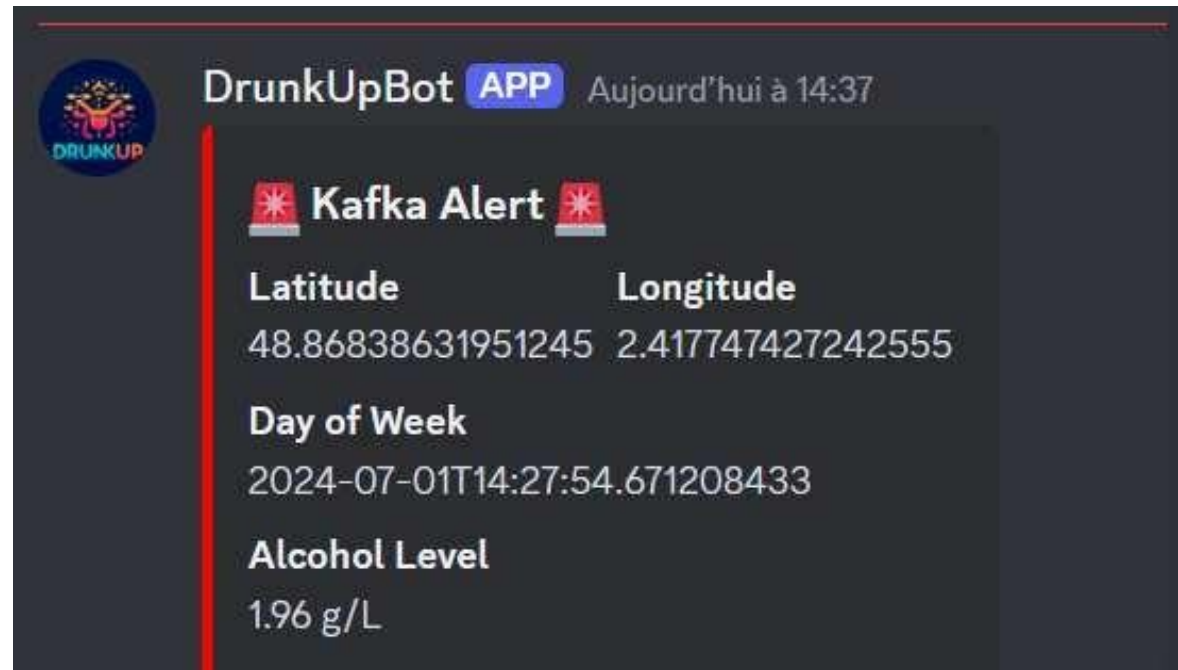 DRUNKUP
DrunkUpBot APP Aujourd'hui à 14:37
🚨 Kafka Alert 🚨
Latitude Longitude
48.86838631951245 2.417747427242555
Day of Week
2024-07-01T14:27:54.671208433
Alcohol Level
1.96 g/L